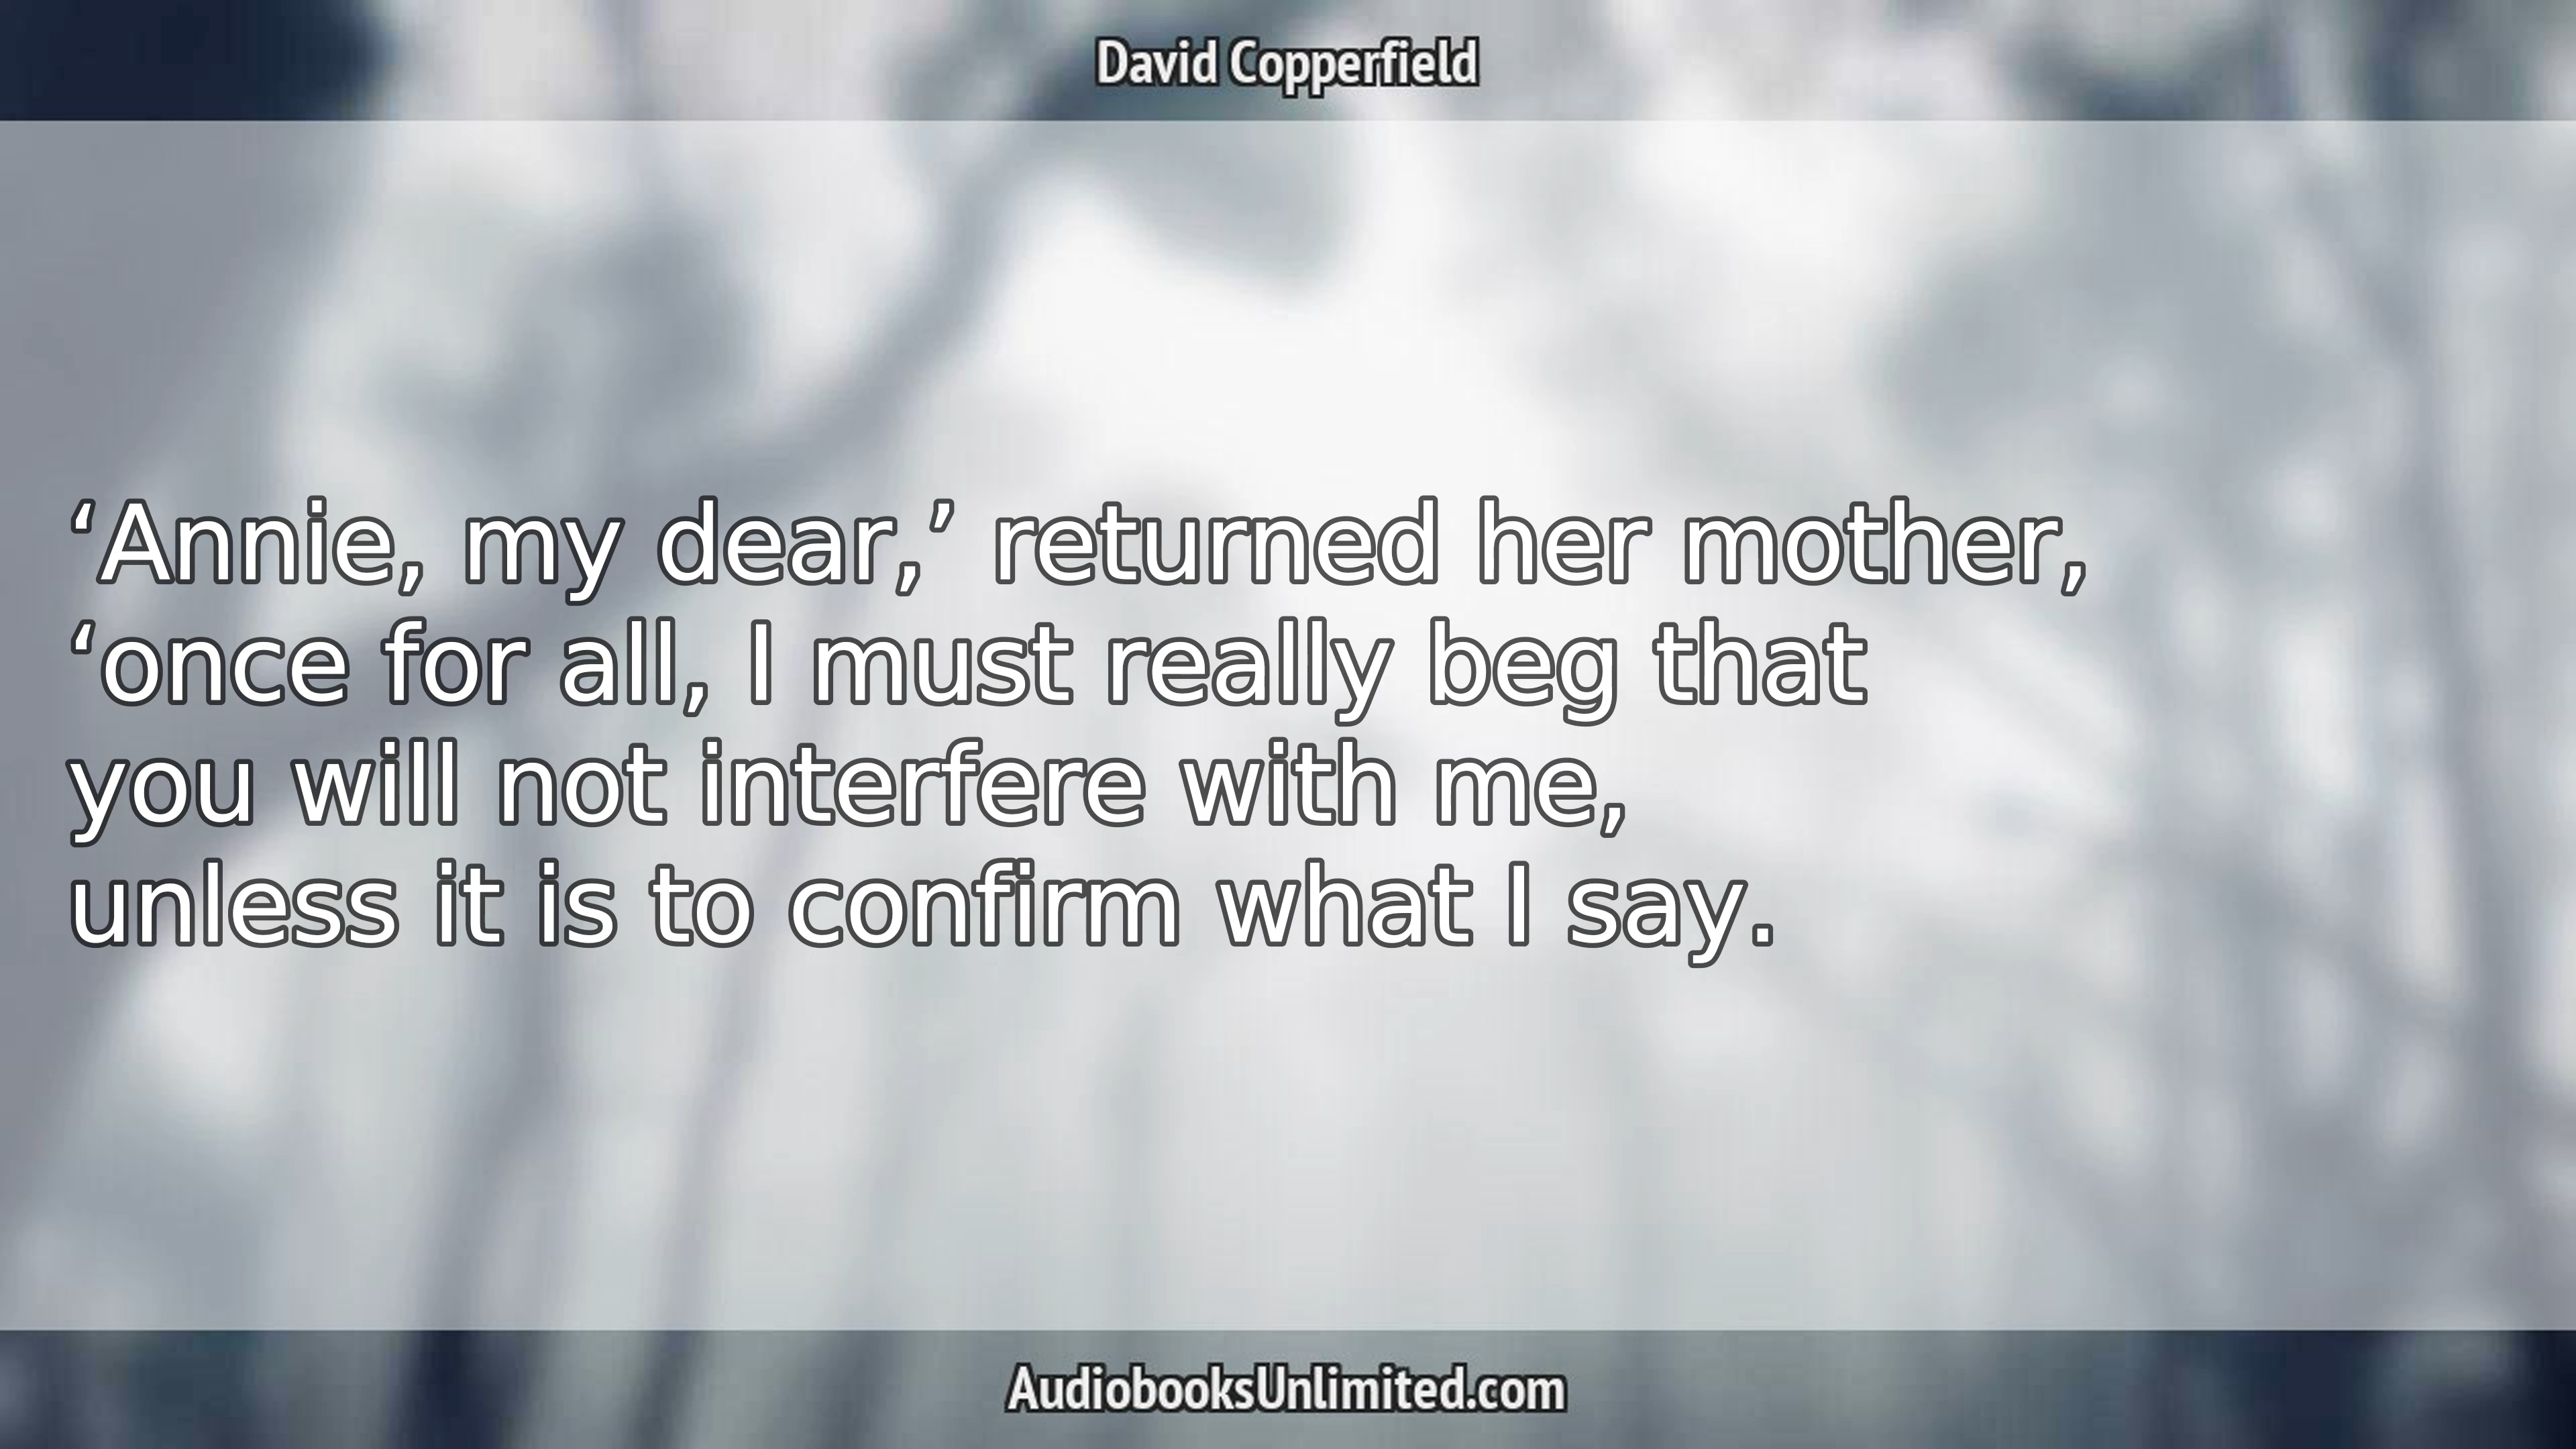 David Copperfield
‘Annie, my dear,’ returned her mother,
‘once for all, I must really beg that
you will not interfere with me,
unless it is to confirm what I say.
AudiobooksUnlimited.com